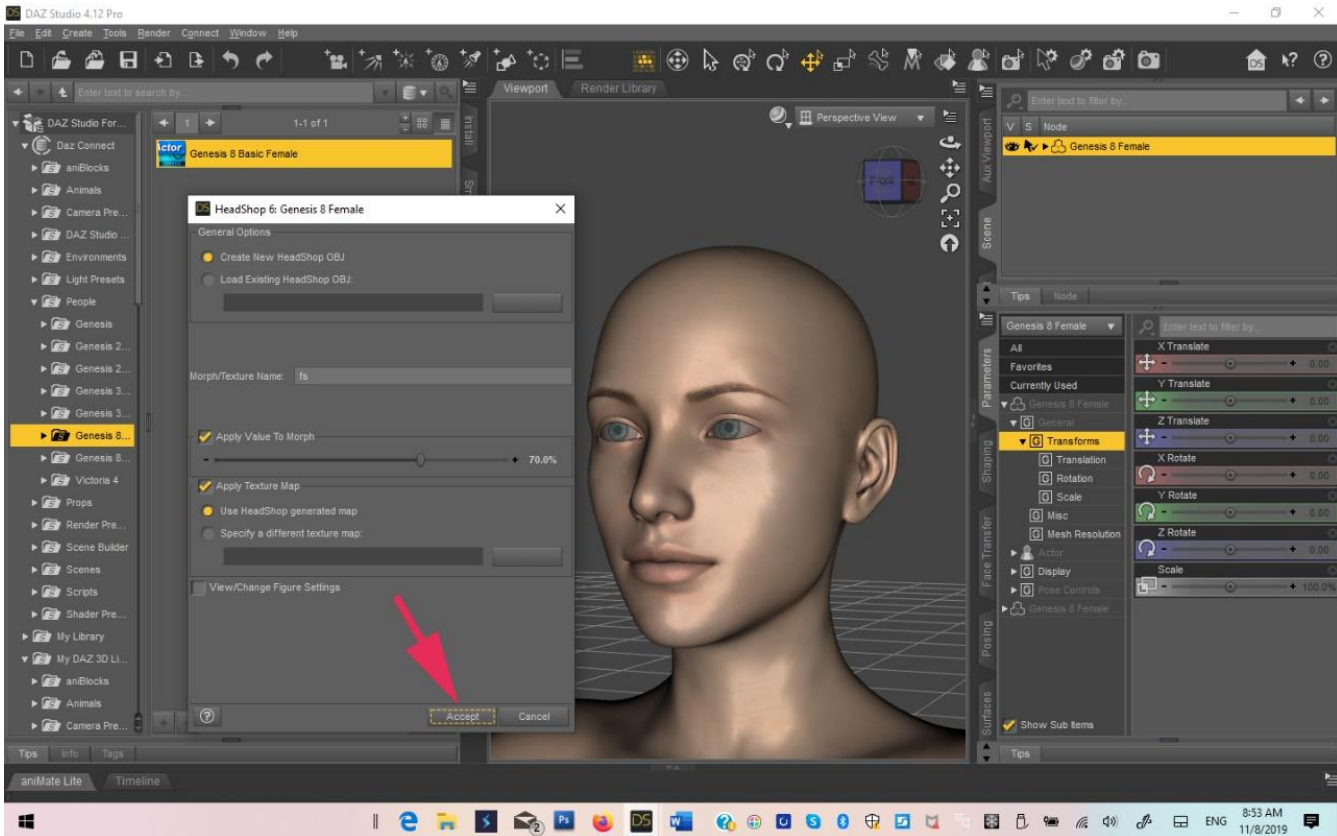 DAZ Studio 4.12 Pro
File Edit Create Tools Render Connect Window Help
Enter text to search by...
Viewport
Render Library
DAZ Studio For...
1
1-1 of 1
Genesis 8 Basic Female
Install
Daz Connect
aniBlocks
Animals
Camera Pre...
DAZ Studio ...
Environments
Light Presets
People
Genesis
Genesis 2...
Genesis 2...
Genesis 3...
Genesis 3...
Genesis 8...
Genesis 8...
Victoria 4
Props
Render Pre...
Scene Builder
Scenes
Scripts
Shader Pre...
My Library
My DAZ 3D Li...
aniBlocks
Animals
Camera Pre...
Tips Info Tags
aniMate Lite Timeline
HeadShop 6: Genesis 8 Female
General Options
Create New HeadShop OBJ
Load Existing HeadShop OBJ:
Morph/Texture Name: fs
Apply Value To Morph
70.0%
Apply Texture Map
Use HeadShop generated map
Specify a different texture map:
View/Change Figure Settings
Accept
Cancel
Perspective View
Front
Aux Viewport
Scene
Enter text to filter by...
V S Node
Genesis 8 Female
Tips Node
Parameters
Shaping
Face Transfer
Posing
Surfaces
Genesis 8 Female
Enter text to filter by...
All
Favorites
Currently Used
Genesis 8 Female
General
Transforms
Translation
Rotation
Scale
Misc
Mesh Resolution
Actor
Display
Pose Controls
Genesis 8 Female
Show Sub Items
X Translate
0.00
Y Translate
0.00
Z Translate
0.00
X Rotate
0.00
Y Rotate
0.00
Z Rotate
0.00
Scale
100.0%
Tips
ENG
8:53 AM
11/8/2019